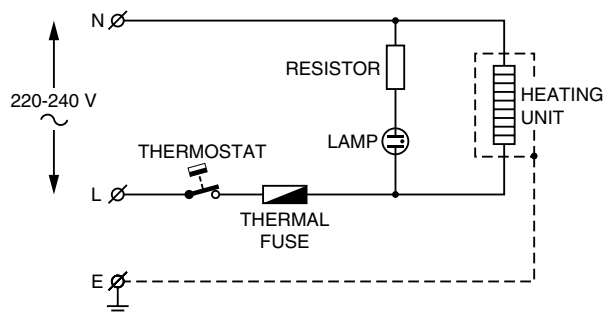 N
RESISTOR
HEATING
UNIT
220-240 V
LAMP
THERMOSTAT
L
THERMAL
FUSE
E